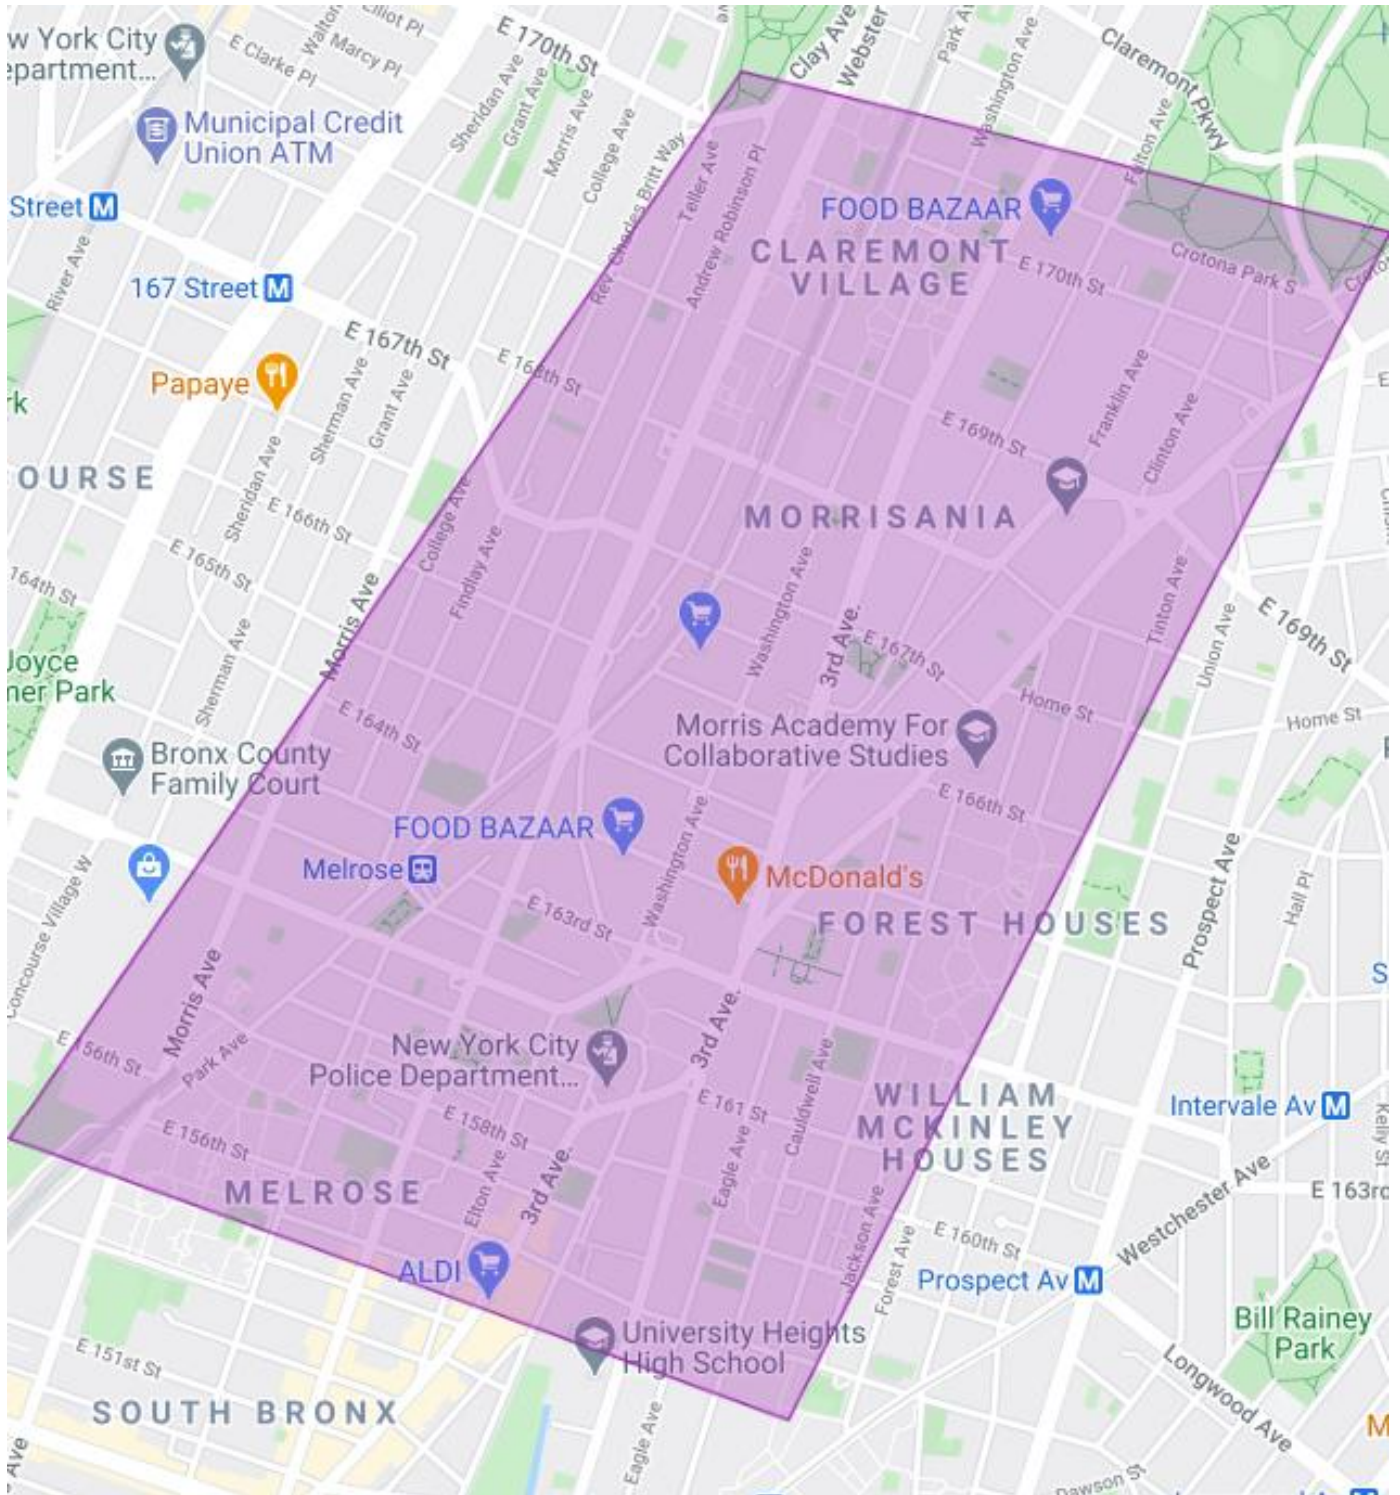 w York City
epartment...
Elliot Pl
Walton
E Clarke Pl
Marcy Pl
E 170th St
Clay Ave
Webster
Park A
Washington Ave
Claremont Pkwy
Municipal Credit
Union ATM
Sheridan Ave
Grant Ave
Morris Ave
College Ave
Rev Charles Britt Way
Teller Ave
Andrew Robinson Pl
Fulton Ave
Street M
FOOD BAZAAR
CLAREMONT
VILLAGE
E 170th St
Crotona Park S
River Ave
167 Street M
E 167th St
E 168th St
Papaye
Sherman Ave
Grant Ave
Franklin Ave
Clinton Ave
rk
OURSE
Sheridan Ave
E 169th St
E 166th St
E 165th St
164th St
College Ave
Findlay Ave
Morris Ave
MORRISANIA
Washington Ave
3rd Ave.
E 167th St
Tinton Ave
Union Ave
E 169th St
Joyce
ner Park
Sherman Ave
E 164th St
Home St
Home St
Morris Academy For
Collaborative Studies
Bronx County
Family Court
E 166th St
FOOD BAZAAR
Washington Ave
Melrose
McDonald's
Prospect Ave
Hall Pl
Concourse Village W
E 163rd St
FOREST HOUSES
Morris Ave
Park Ave
E 156th St
New York City
Police Department...
3rd Ave.
Cauldwell Ave
E 161 St
WILLIAM
MCKINLEY
HOUSES
Intervale Av M
Kelly St
E 156th St
E 158th St
MELROSE
Elton Ave
3rd Ave.
Eagle Ave
Jackson Ave
Forest Ave
E 160th St
Westchester Ave
E 163rd
ALDI
Prospect Av M
University Heights
High School
Bill Rainey
Park
E 151st St
SOUTH BRONX
Longwood Ave
Eagle Ave
Ave
Dawson St